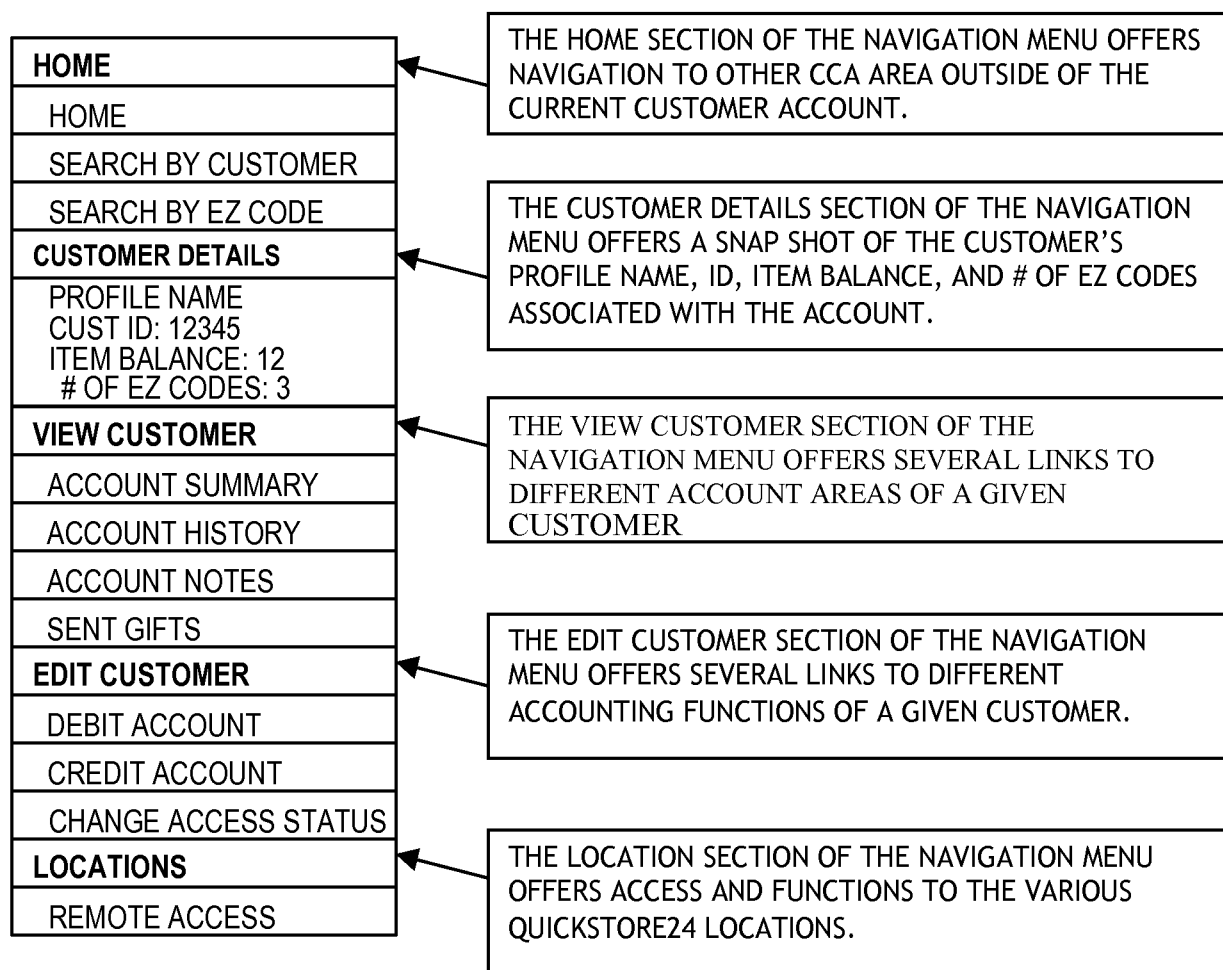 HOME
HOME
SEARCH BY CUSTOMER
SEARCH BY EZ CODE
CUSTOMER DETAILS
PROFILE NAME
CUST ID: 12345
ITEM BALANCE: 12
# OF EZ CODES: 3
VIEW CUSTOMER
ACCOUNT SUMMARY
ACCOUNT HISTORY
ACCOUNT NOTES
SENT GIFTS
EDIT CUSTOMER
DEBIT ACCOUNT
CREDIT ACCOUNT
CHANGE ACCESS STATUS
LOCATIONS
REMOTE ACCESS
THE HOME SECTION OF THE NAVIGATION MENU OFFERS
NAVIGATION TO OTHER CCA AREA OUTSIDE OF THE
CURRENT CUSTOMER ACCOUNT.
THE CUSTOMER DETAILS SECTION OF THE NAVIGATION
MENU OFFERS A SNAP SHOT OF THE CUSTOMER’S
PROFILE NAME, ID, ITEM BALANCE, AND # OF EZ CODES
ASSOCIATED WITH THE ACCOUNT.
THE VIEW CUSTOMER SECTION OF THE
NAVIGATION MENU OFFERS SEVERAL LINKS TO
DIFFERENT ACCOUNT AREAS OF A GIVEN
CUSTOMER
THE EDIT CUSTOMER SECTION OF THE NAVIGATION
MENU OFFERS SEVERAL LINKS TO DIFFERENT
ACCOUNTING FUNCTIONS OF A GIVEN CUSTOMER.
THE LOCATION SECTION OF THE NAVIGATION MENU
OFFERS ACCESS AND FUNCTIONS TO THE VARIOUS
QUICKSTORE24 LOCATIONS.